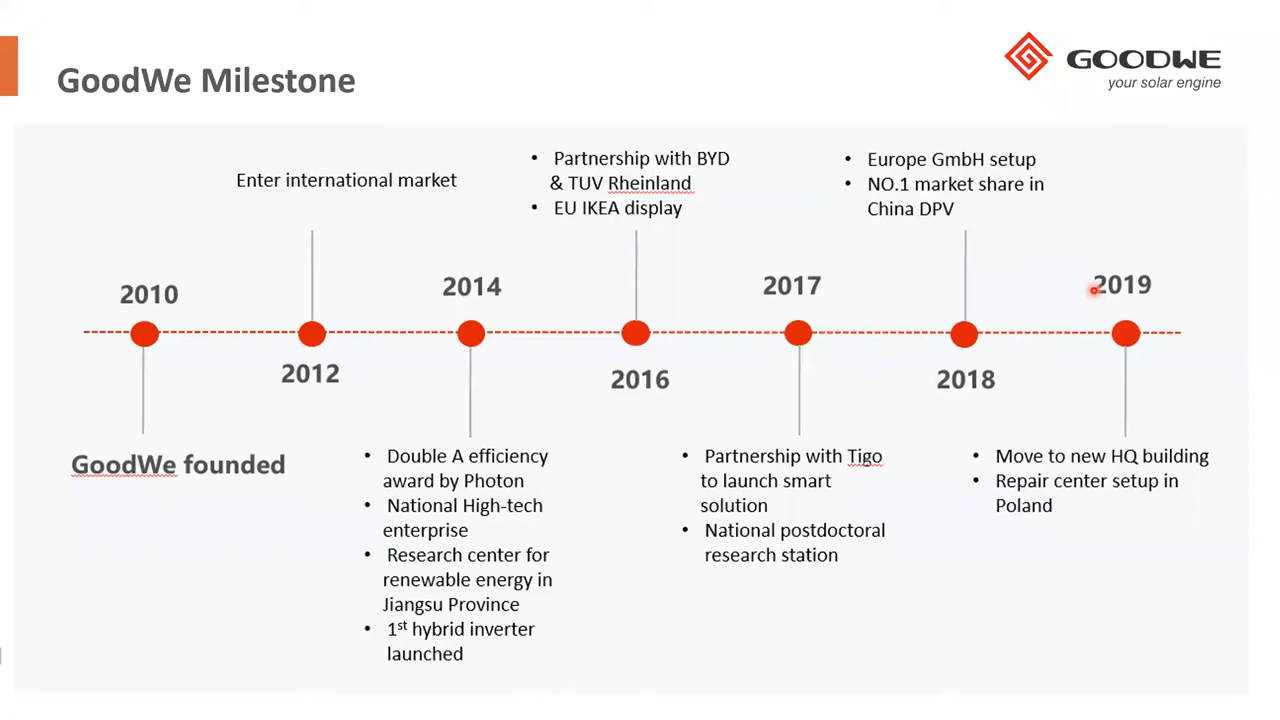 GoodWe Milestone
GOODWE
your solar engine
Enter international market
• Partnership with BYD
& TUV Rheinland
• EU IKEA display
• Europe GmbH setup
• NO.1 market share in
China DPV
2010
2014
2017
2019
2012
2016
2018
GoodWe founded
• Double A efficiency
award by Photon
• National High-tech
enterprise
• Research center for
renewable energy in
Jiangsu Province
• 1st hybrid inverter
launched
• Partnership with Tigo
to launch smart
solution
• National postdoctoral
research station
• Move to new HQ building
• Repair center setup in
Poland